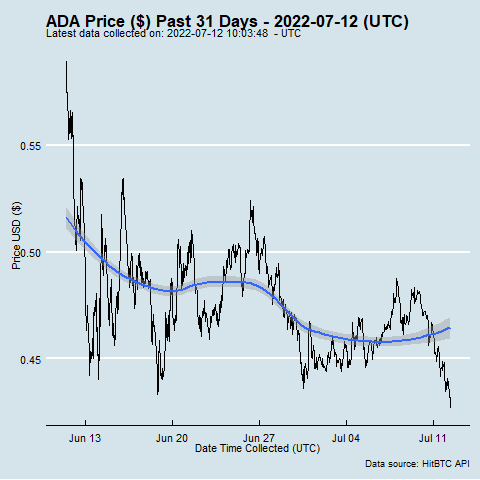 ADA Price ($) Past 31 Days - 2022-07-12 (UTC)
Latest data collected on: 2022-07-12 10:03:48 - UTC
Price USD ($)
0.55
0.50
0.45
Jun 13
Jun 20
Jun 27
Jul 04
Jul 11
Date Time Collected (UTC)
Data source: HitBTC API